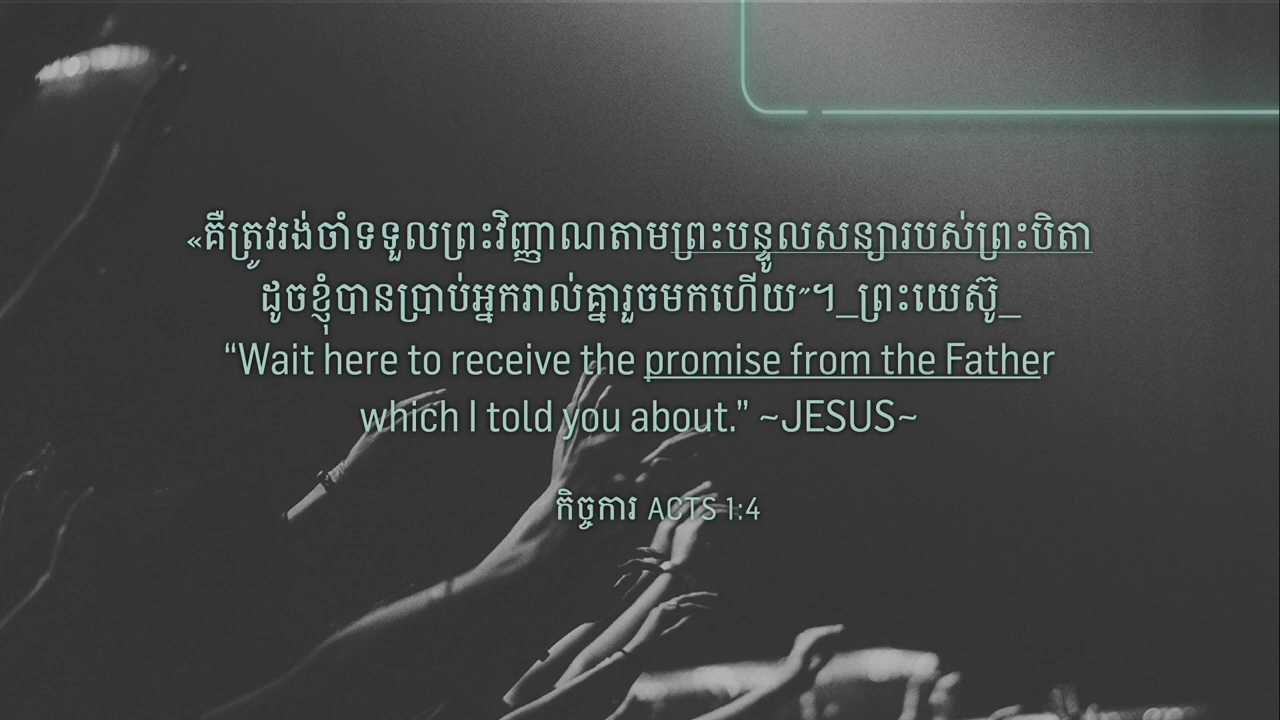 «គឺត្រូវរង់ចាំទទួលព្រះវិញ្ញាណតាមព្រះបន្ទូលសន្យារបស់ព្រះបិតា
ដូចខ្ញុំបានប្រាប់អ្នករាល់គ្នារួចមកហើយ˝។_ព្រះយេស៊ូ_
“Wait here to receive the promise from the Father
which I told you about.” ~JESUS~
កិច្ចការ ACTS 1:4